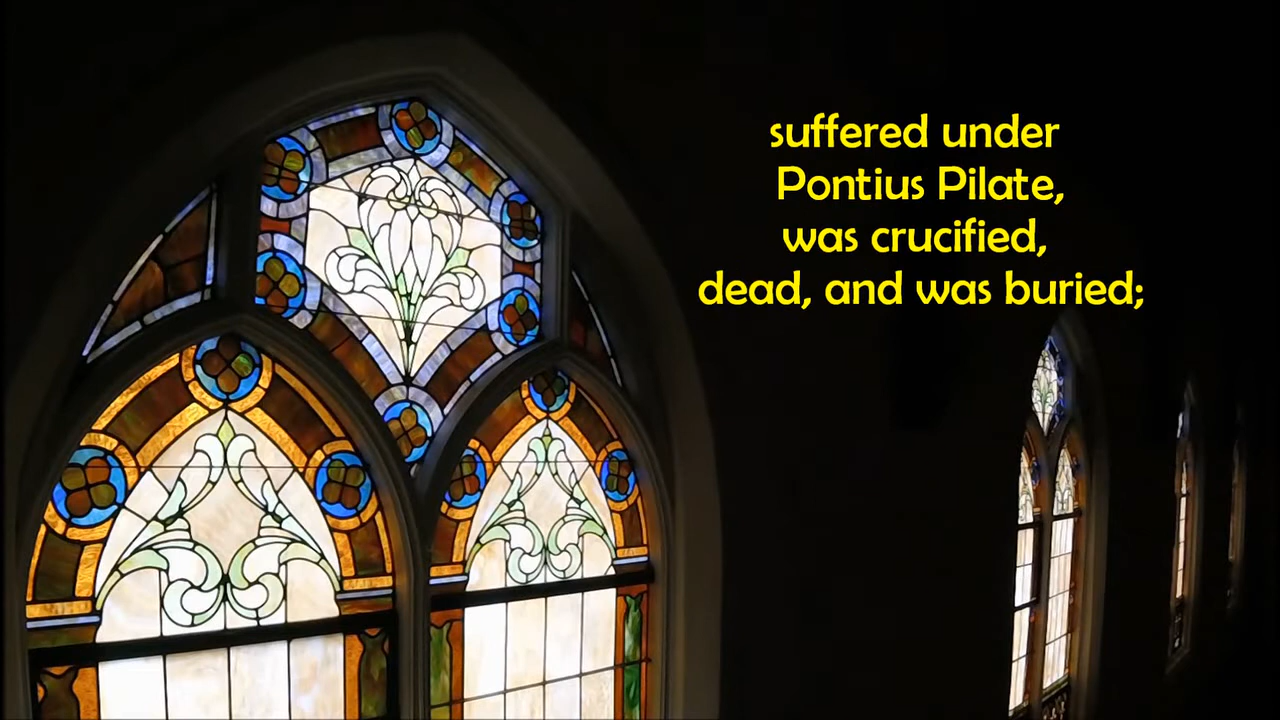 suffered under
Pontius Pilate,
was crucified,
dead, and was buried;